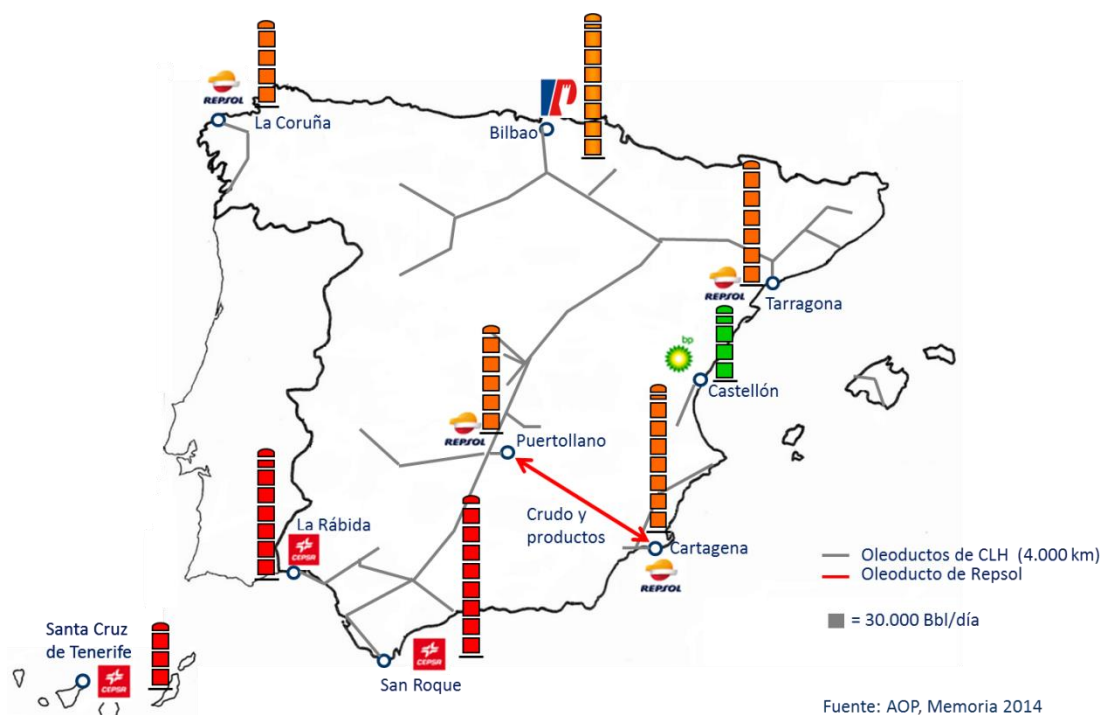 REPSOL
La Coruña
Bilbao
REPSOL
Tarragona
bp
Castellón
REPSOL
Puertollano
Crudo y
productos
Cartagena
REPSOL
La Rábida
CEPSA
Santa Cruz
de Tenerife
CEPSA
San Roque
CEPSA
Oleoductos de CLH (4.000 km)
Oleoducto de Repsol
= 30.000 Bbl/día
Fuente: AOP, Memoria 2014